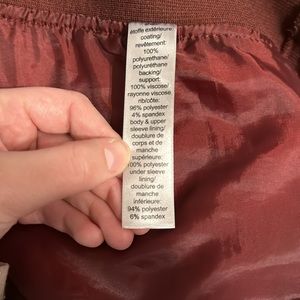 étoffe extérieure:
coating/
revêtement:
100%
polyurethane/
polyuréthane
backing/
support:
100% viscose/
rayonne viscose
rib/côte:
96% polyester
4% spandex
body & upper
sleeve lining/
doublure de
corps et de
manche
supérieure:
100% polyester
under sleeve
lining/
doublure de
manche
inférieure:
94% polyester
6% spandex